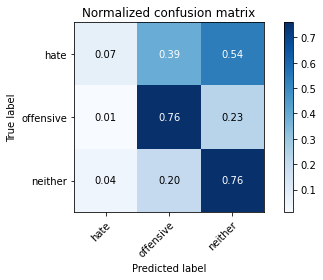 Normalized confusion matrix
hate
0.07 0.39 0.54
offensive
0.01 0.76 0.23
neither
0.04 0.20 0.76
hate
offensive
neither
True label
Predicted label
0.7
0.6
0.5
0.4
0.3
0.2
0.1